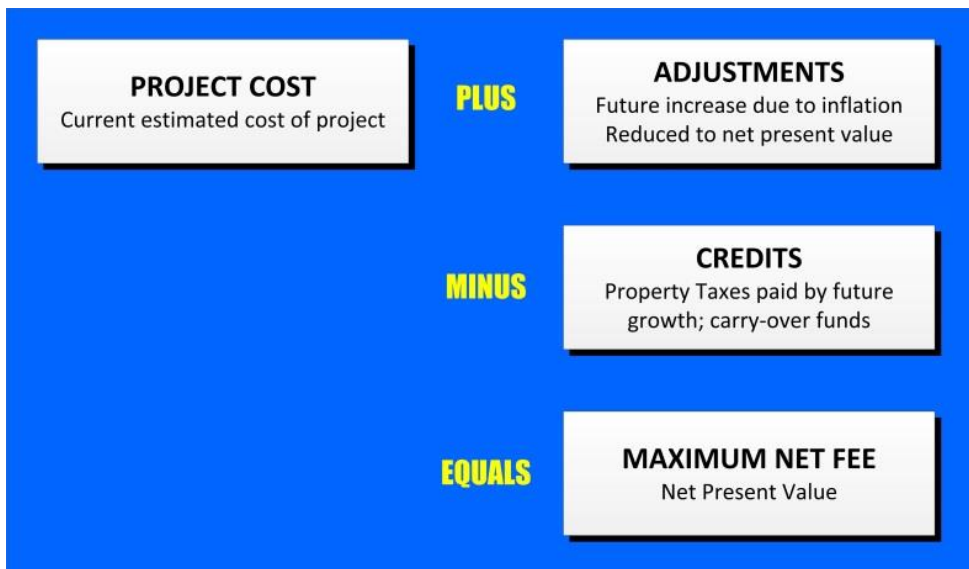 PROJECT COST
Current estimated cost of project
PLUS
ADJUSTMENTS
Future increase due to inflation
Reduced to net present value
MINUS
CREDITS
Property Taxes paid by future
growth; carry-over funds
EQUALS
MAXIMUM NET FEE
Net Present Value